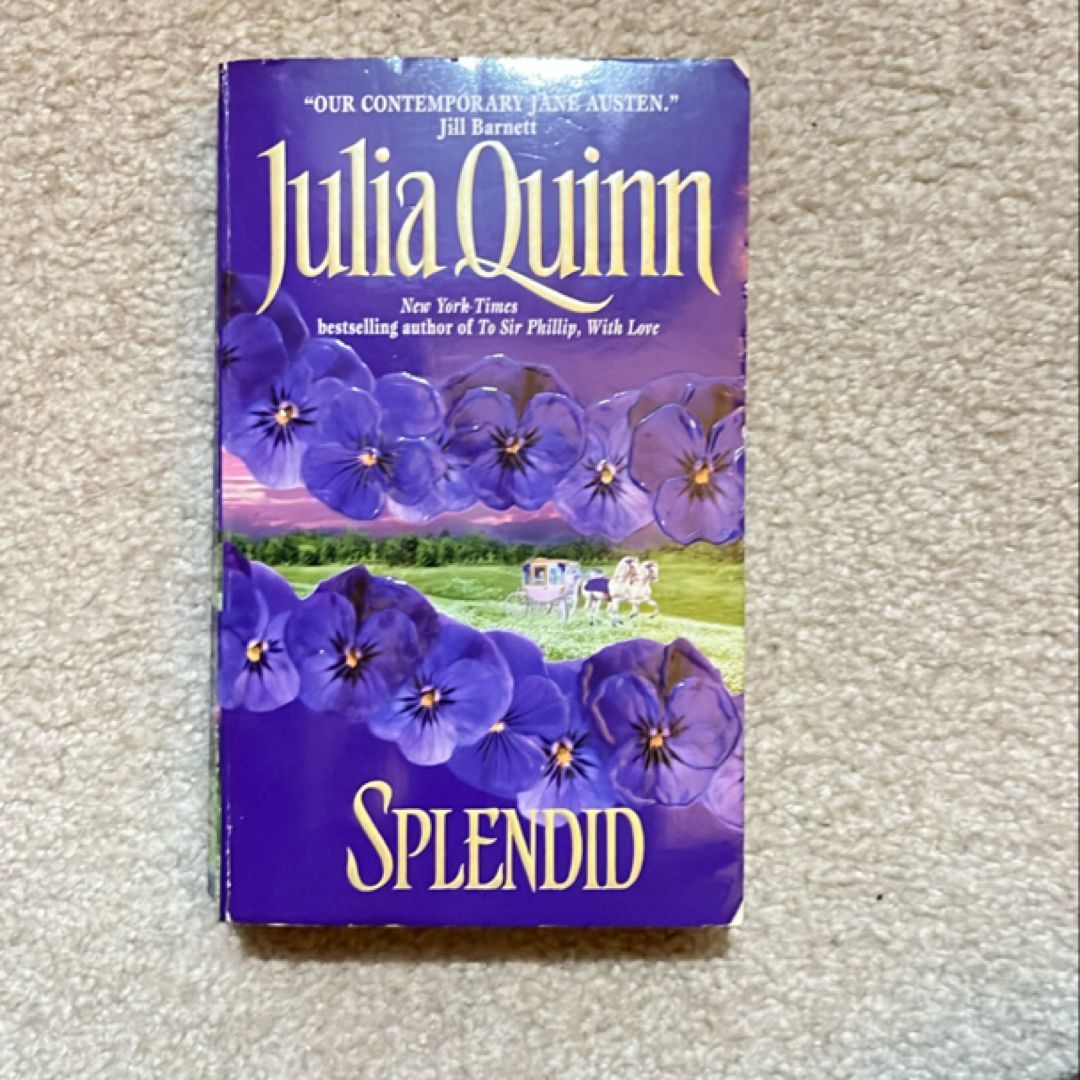 “OUR CONTEMPORARY JANE AUSTEN.”
Jill Barnett
Julia Quinn
New York Times
bestselling author of To Sir Phillip, With Love
SPLENDID